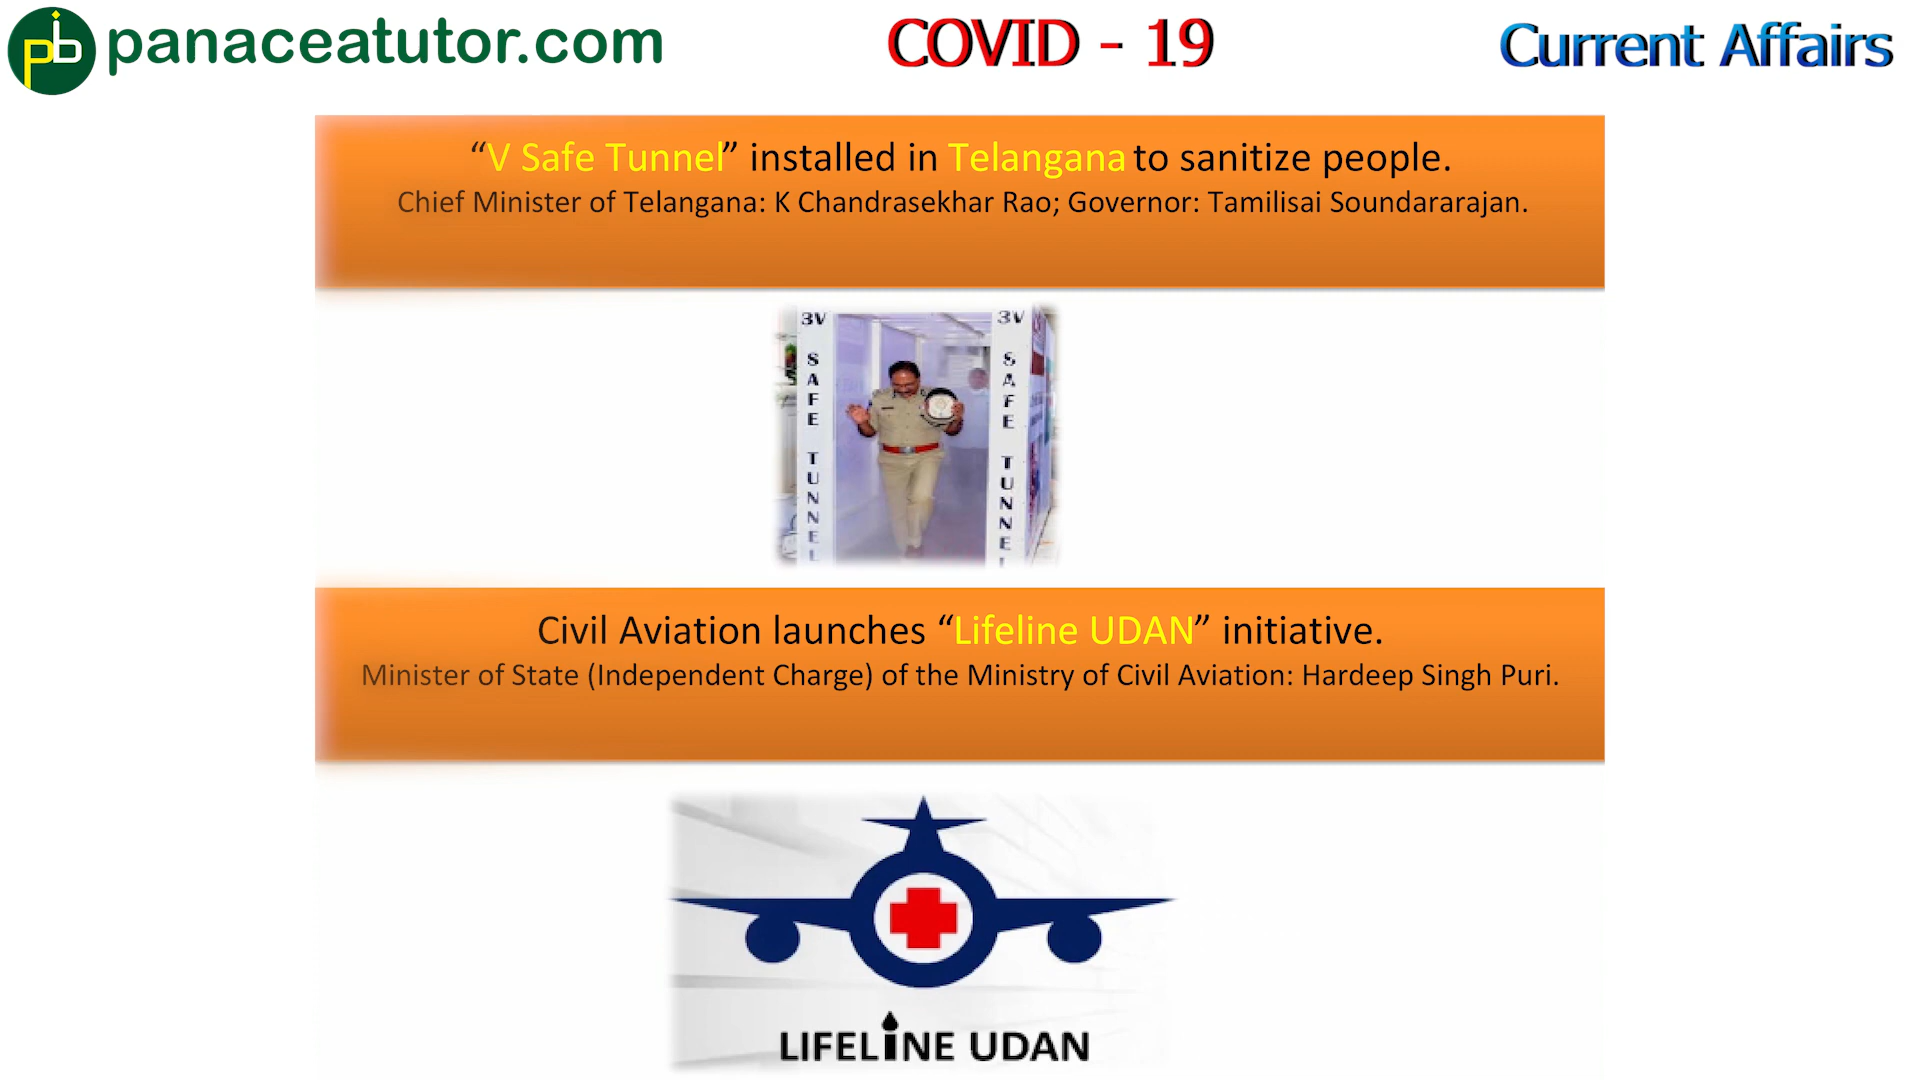 pb panaceatutor.com
COVID - 19
Current Affairs
“V Safe Tunnel” installed in Telangana to sanitize people.
Chief Minister of Telangana: K Chandrasekhar Rao; Governor: Tamilisai Soundararajan.
3V SAFE TUNNEL
3V SAFE TUNNEL
Civil Aviation launches “Lifeline UDAN” initiative.
Minister of State (Independent Charge) of the Ministry of Civil Aviation: Hardeep Singh Puri.
LIFELiNE UDAN